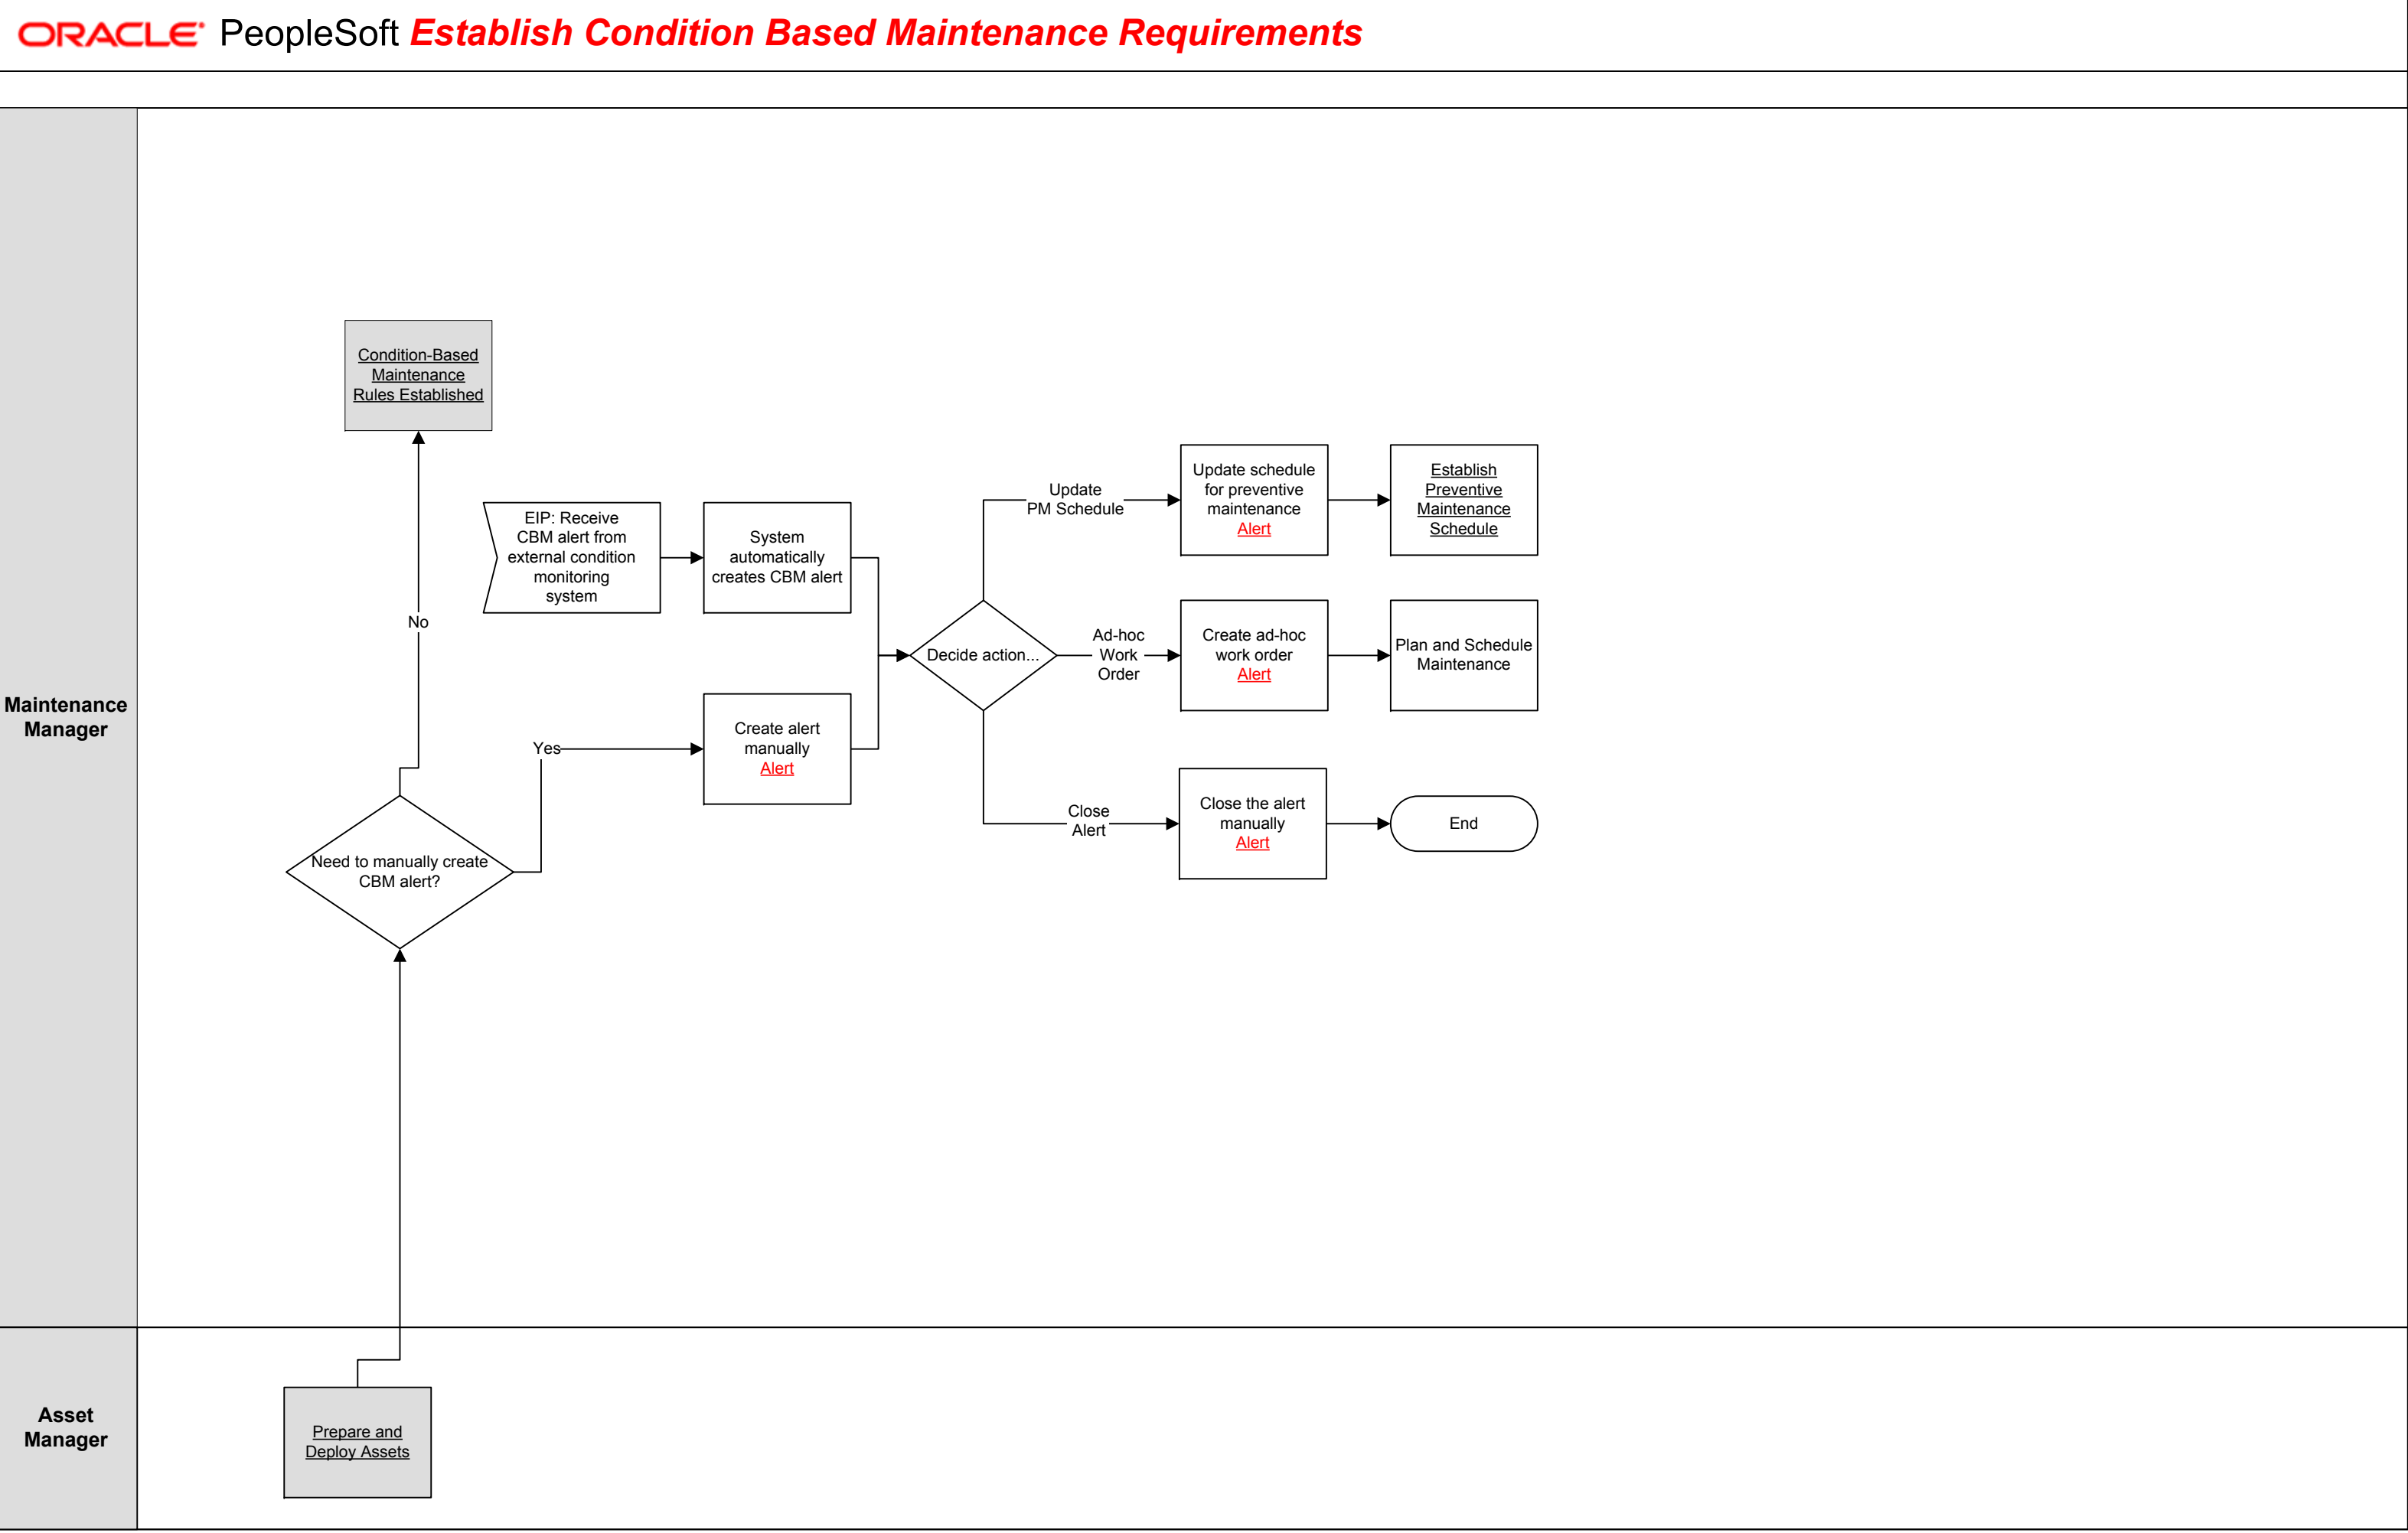 ORACLE® PeopleSoft Establish Condition Based Maintenance Requirements
Maintenance
Manager
Condition-Based
Maintenance
Rules Established
No
EIP: Receive
CBM alert from
external condition
monitoring
system
System
automatically
creates CBM alert
Yes
Create alert
manually
Alert
Need to manually create
CBM alert?
Decide action...
Update
PM Schedule
Update schedule
for preventive
maintenance
Alert
Establish
Preventive
Maintenance
Schedule
Ad-hoc
Work
Order
Create ad-hoc
work order
Alert
Plan and Schedule
Maintenance
Close
Alert
Close the alert
manually
Alert
End
Asset
Manager
Prepare and
Deploy Assets